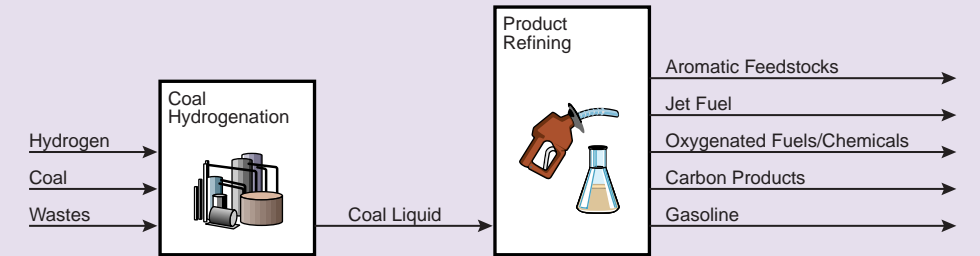 Product
Refining
Aromatic Feedstocks
Coal
Hydrogenation
Jet Fuel
Hydrogen
Oxygenated Fuels/Chemicals
Coal
Carbon Products
Wastes
Coal Liquid
Gasoline